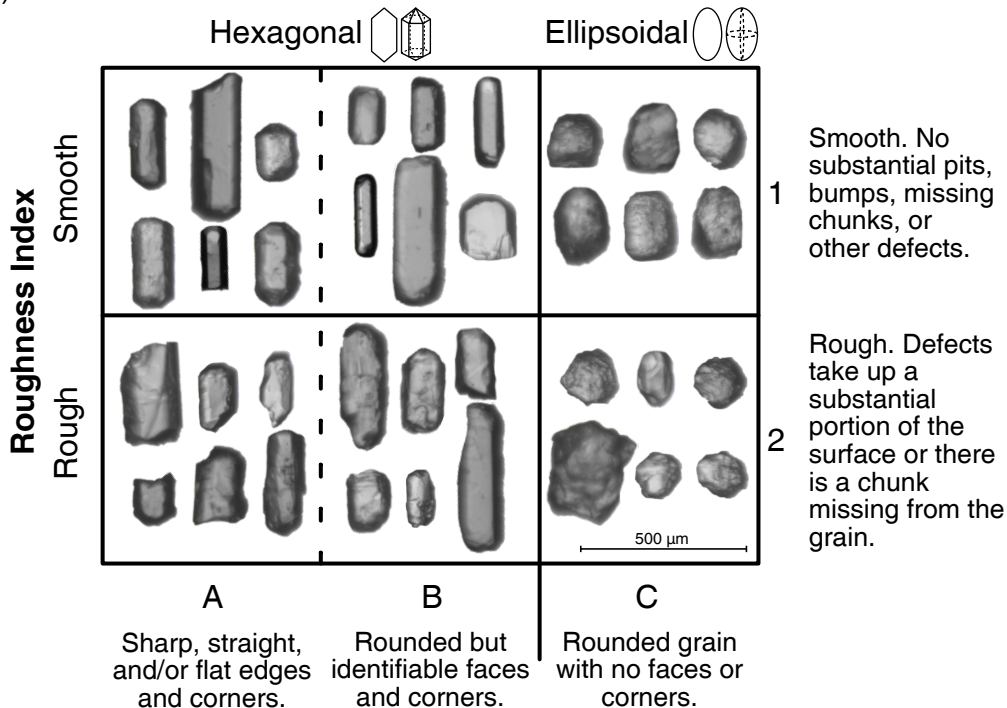 )
Hexagonal
Ellipsoidal
Roughness Index
Smooth
Rough
1
Smooth. No
substantial pits,
bumps, missing
chunks, or
other defects.
2
Rough. Defects
take up a
substantial
portion of the
surface or there
is a chunk
missing from the
grain.
500 µm
A
B
C
Sharp, straight,
and/or flat edges
and corners.
Rounded but
identifiable faces
and corners.
Rounded grain
with no faces or
corners.